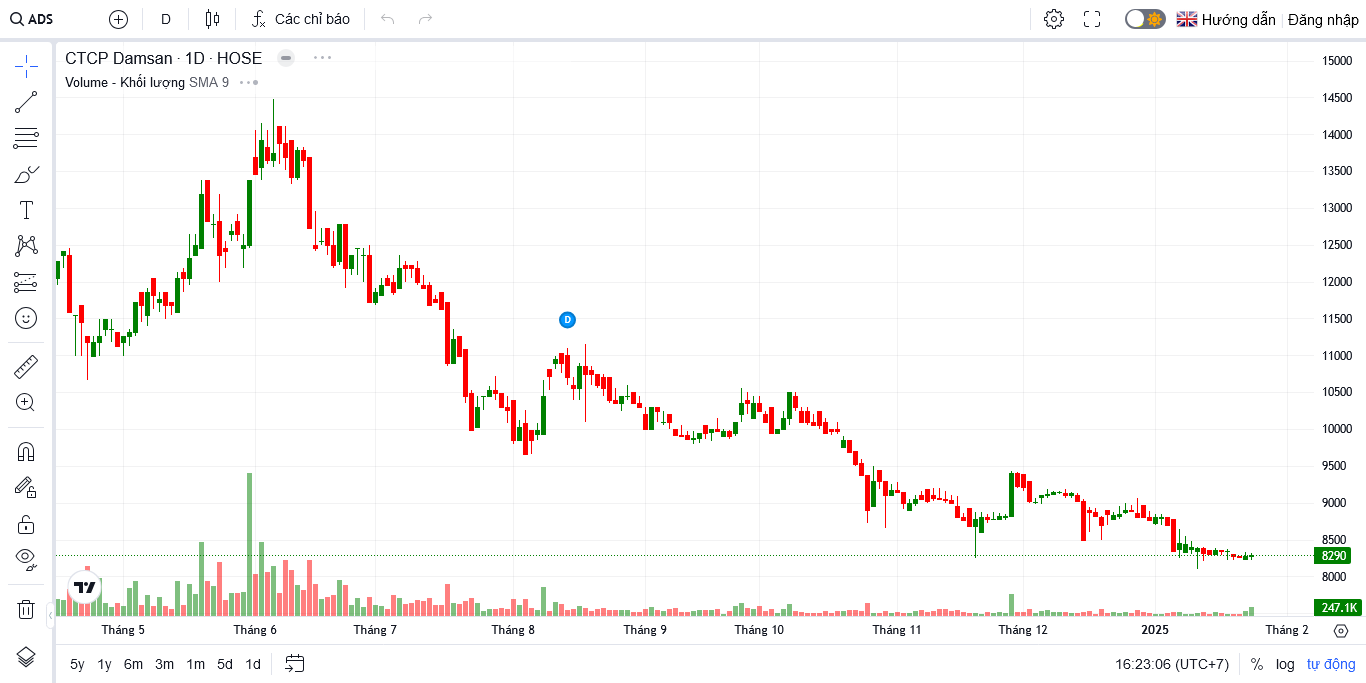 ADS
D
Các chỉ báo
Hướng dẫn
Đăng nhập
CTCP Damsan · 1D · HOSE
Volume - Khối lượng SMA 9
15000
14500
14000
13500
13000
12500
12000
11500
11000
10500
10000
9500
9000
8500
8290
8000
247.1K
D
Tháng 5
Tháng 6
Tháng 7
Tháng 8
Tháng 9
Tháng 10
Tháng 11
Tháng 12
2025
Tháng 2
5y 1y 6m 3m 1m 5d 1d
16:23:06 (UTC+7)
% log tự động